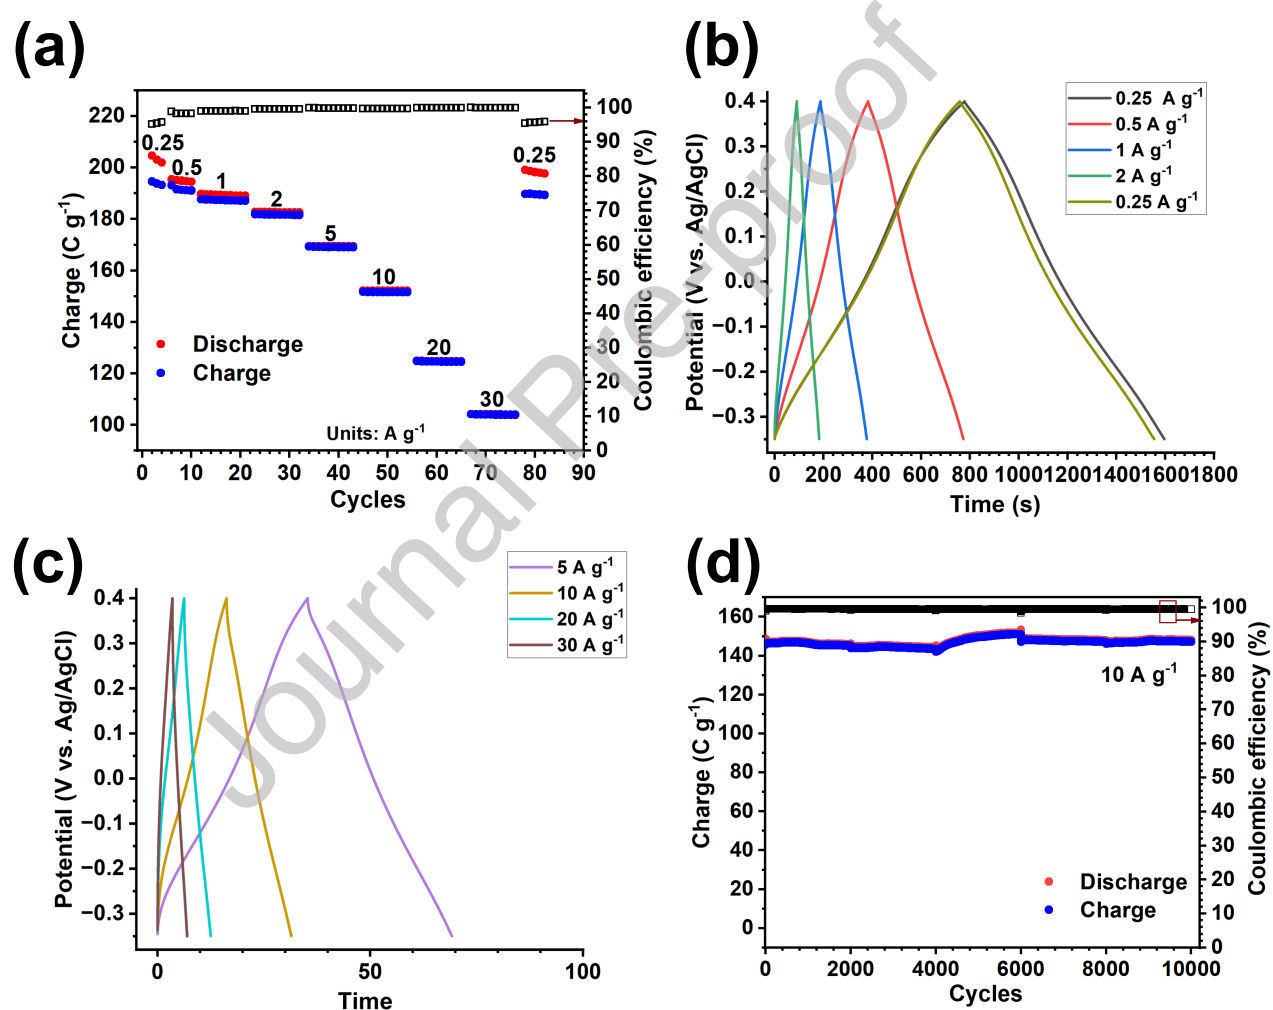 (a)
220
200
180
160
140
120
100
Charge (C g⁻¹)
0.25
0.5
1
2
5
10
20
30
0.25
Discharge
Charge
Units: A g⁻¹
0 10 20 30 40 50 60 70 80 90
Cycles
100
90
80
70
60
50
40
30
20
10
0
Coulombic efficiency (%)
(b)
0.4
0.3
0.2
0.1
0.0
−0.1
−0.2
−0.3
Potential (V vs. Ag/AgCl)
0.25 A g⁻¹
0.5 A g⁻¹
1 A g⁻¹
2 A g⁻¹
0.25 A g⁻¹
0 200 400 600 800 1000 1200 1400 1600 1800
Time (s)
(c)
0.4
0.3
0.2
0.1
0.0
−0.1
−0.2
−0.3
Potential (V vs. Ag/AgCl)
5 A g⁻¹
10 A g⁻¹
20 A g⁻¹
30 A g⁻¹
0 50 100
Time
(d)
160
140
120
100
80
60
40
20
0
Charge (C g⁻¹)
10 A g⁻¹
Discharge
Charge
0 2000 4000 6000 8000 10000
Cycles
100
90
80
70
60
50
40
30
20
10
0
Coulombic efficiency (%)
Journal Pre-proof